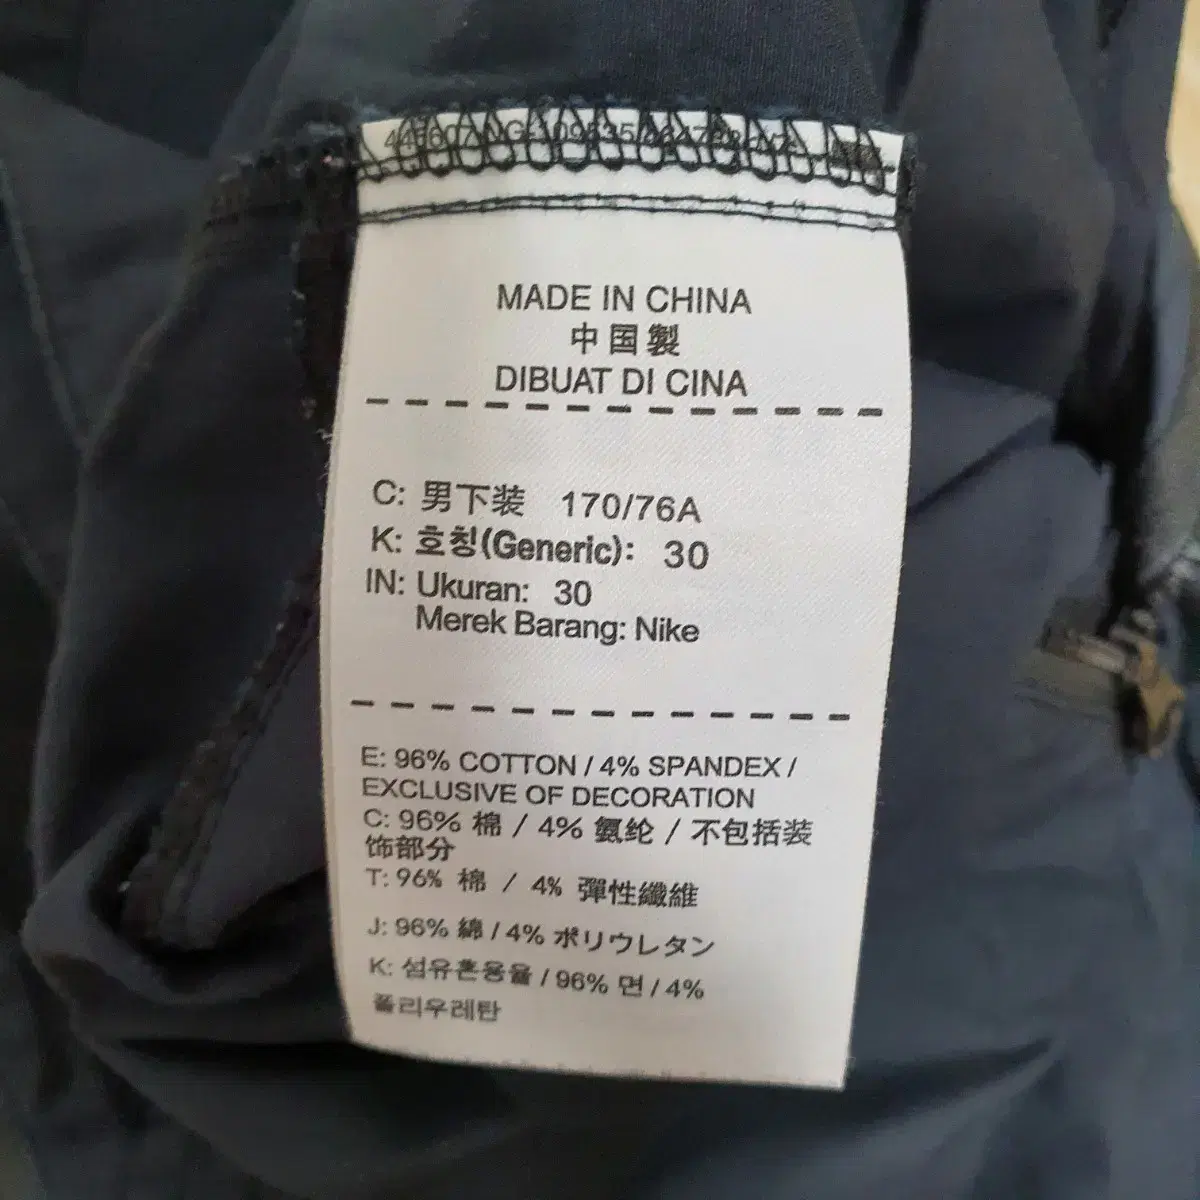 MADE IN CHINA
中国製
DIBUAT DI CINA
C: 男下装 170/76A
K: 호칭(Generic): 30
IN: Ukuran: 30
Merek Barang: Nike
E: 96% COTTON / 4% SPANDEX /
EXCLUSIVE OF DECORATION
C: 96% 棉 / 4% 氨纶 / 不包括装
饰部分
T: 96% 棉 / 4% 彈性纖維
J: 96% 綿 / 4% ポリウレタン
K: 섬유혼용율 / 96% 면 / 4%
폴리우레탄